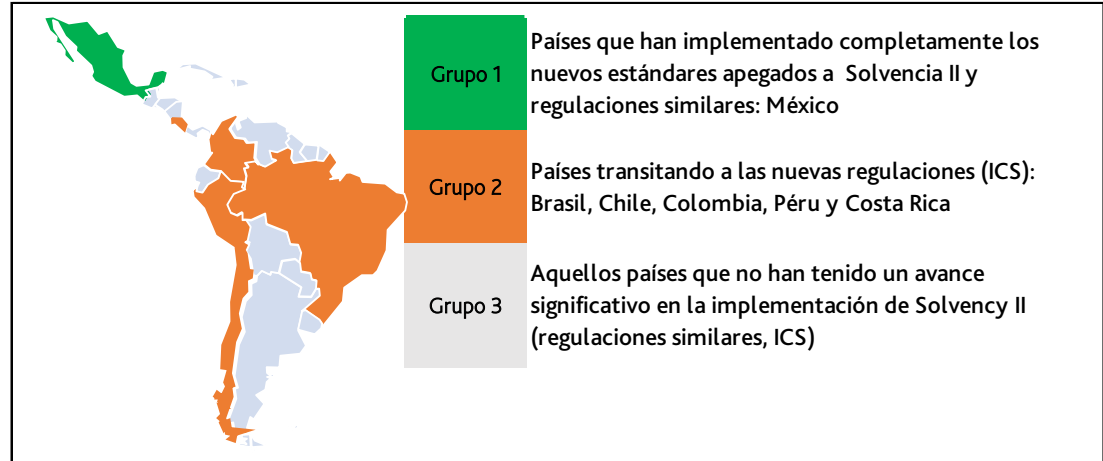 Grupo 1
Países que han implementado completamente los
nuevos estándares apegados a Solvencia II y
regulaciones similares: México
Grupo 2
Países transitando a las nuevas regulaciones (ICS):
Brasil, Chile, Colombia, Péru y Costa Rica
Grupo 3
Aquellos países que no han tenido un avance
significativo en la implementación de Solvency II
(regulaciones similares, ICS)